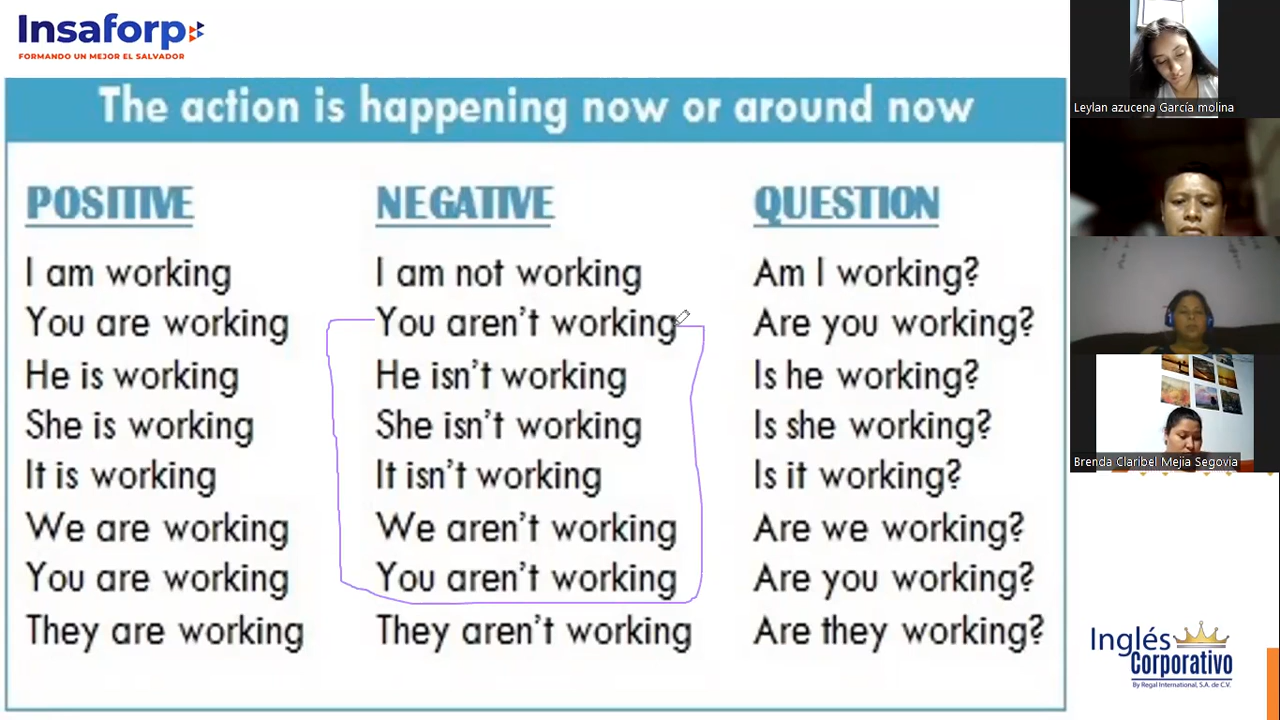 Insaforp
FORMANDO UN MEJOR EL SALVADOR
The action is happening now or around now
POSITIVE
I am working
You are working
He is working
She is working
It is working
We are working
You are working
They are working
NEGATIVE
I am not working
You aren't working
He isn't working
She isn't working
It isn't working
We aren't working
You aren't working
They aren't working
QUESTION
Am I working?
Are you working?
Is he working?
Is she working?
Is it working?
Are we working?
Are you working?
Are they working?
Leylan azucena García molina
Brenda Claribel Mejia Segovia
Inglés
Corporativo
By Regal International, S.A. de C.V.